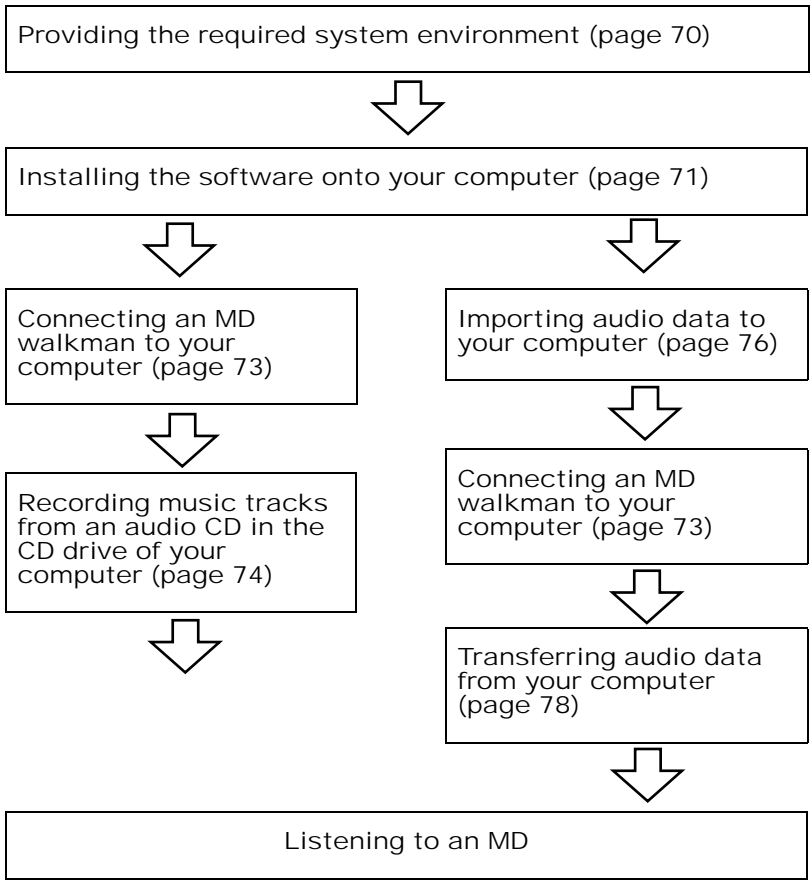 Providing the required system environment (page 70)
Installing the software onto your computer (page 71)
Connecting an MD
walkman to your
computer (page 73)
Recording music tracks
from an audio CD in the
CD drive of your
computer (page 74)
Importing audio data to
your computer (page 76)
Connecting an MD
walkman to your
computer (page 73)
Transferring audio data
from your computer
(page 78)
Listening to an MD